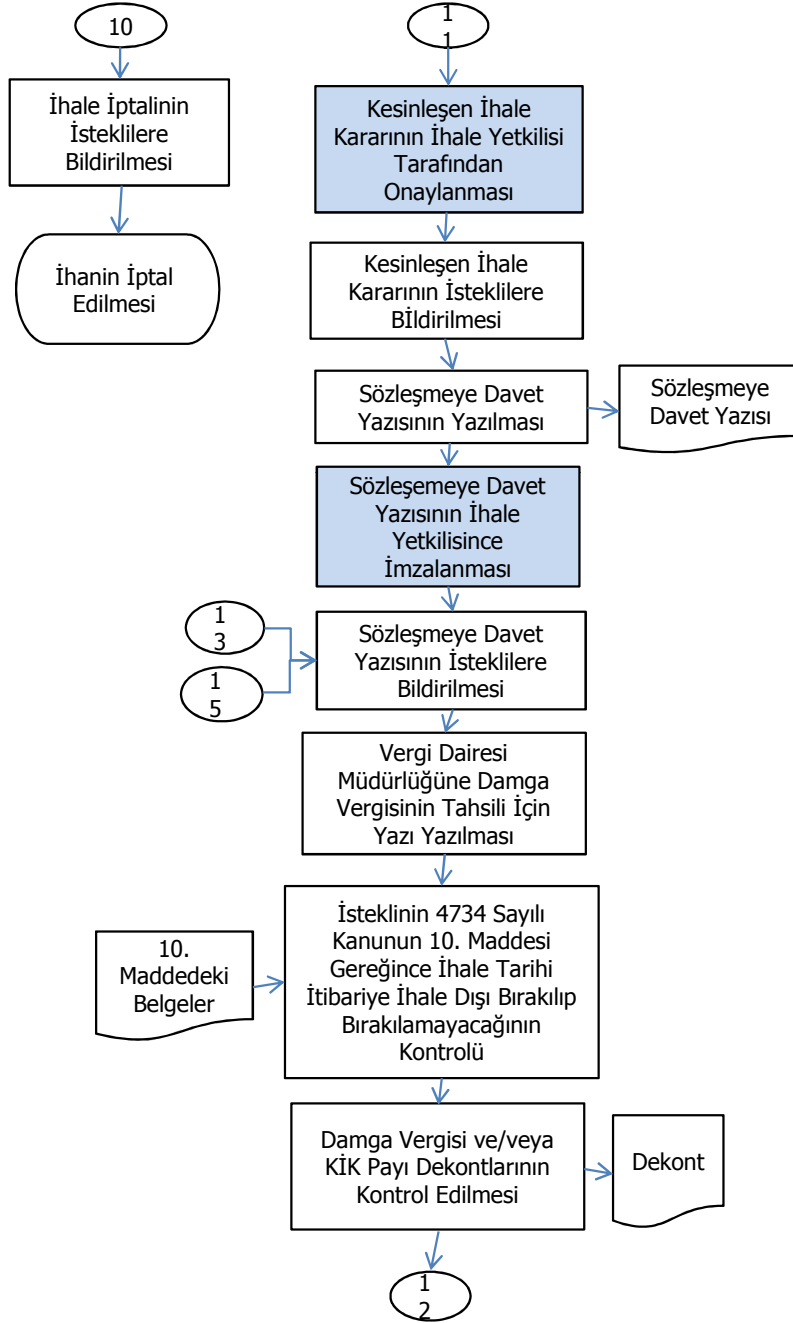 10
İhale İptalinin
İsteklilere
Bildirilmesi
İhanin İptal
Edilmesi
1
1
Kesinleşen İhale
Kararının İhale Yetkilisi
Tarafından
Onaylanması
Kesinleşen İhale
Kararının İsteklilere
Bİldirilmesi
Sözleşmeye Davet
Yazısının Yazılması
Sözleşmeye
Davet Yazısı
Sözleşemeye Davet
Yazısının İhale
Yetkilisince
İmzalanması
1
3
1
5
Sözleşmeye Davet
Yazısının İsteklilere
Bildirilmesi
Vergi Dairesi
Müdürlüğüne Damga
Vergisinin Tahsili İçin
Yazı Yazılması
10.
Maddedeki
Belgeler
İsteklinin 4734 Sayılı
Kanunun 10. Maddesi
Gereğince İhale Tarihi
İtibariye İhale Dışı Bırakılıp
Bırakılamayacağının
Kontrolü
Damga Vergisi ve/veya
KİK Payı Dekontlarının
Kontrol Edilmesi
Dekont
1
2